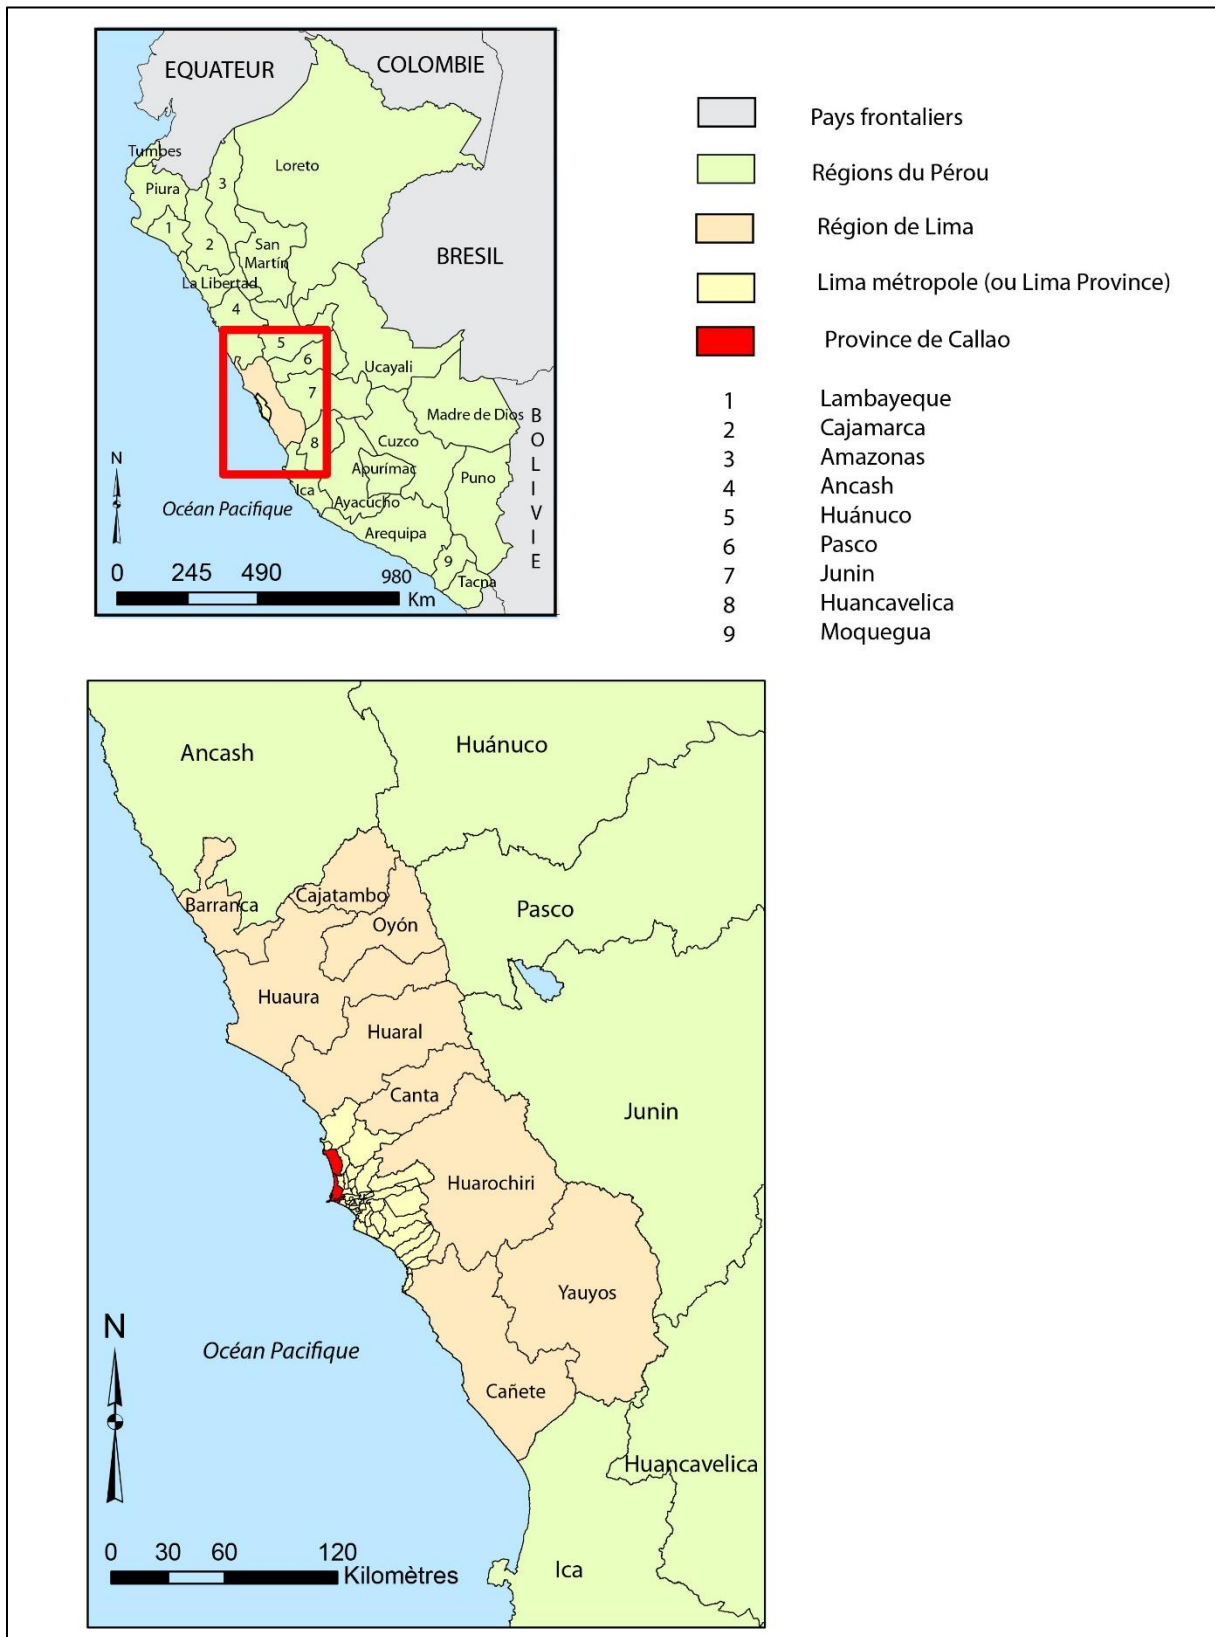 EQUATEUR
COLOMBIE
Tumbes
Piura
Loreto
3
1
2
San
Martín
BRESIL
La Libertad
4
5
6
Ucayali
7
Madre de Dios
8
Cuzco
Apurímac
Puno
Ica
Ayacucho
Arequipa
9
Tacna
BOLIVIE
N
Océan Pacifique
0 245 490 980
Km
Pays frontaliers
Régions du Pérou
Région de Lima
Lima métropole (ou Lima Province)
Province de Callao
1 Lambayeque
2 Cajamarca
3 Amazonas
4 Ancash
5 Huánuco
6 Pasco
7 Junin
8 Huancavelica
9 Moquegua
Ancash
Huánuco
Barranca
Cajatambo
Pasco
Oyón
Huaura
Huaral
Canta
Junin
Huarochiri
Yauyos
N
Océan Pacifique
Cañete
Huancavelica
Ica
0 30 60 120
Kilomètres